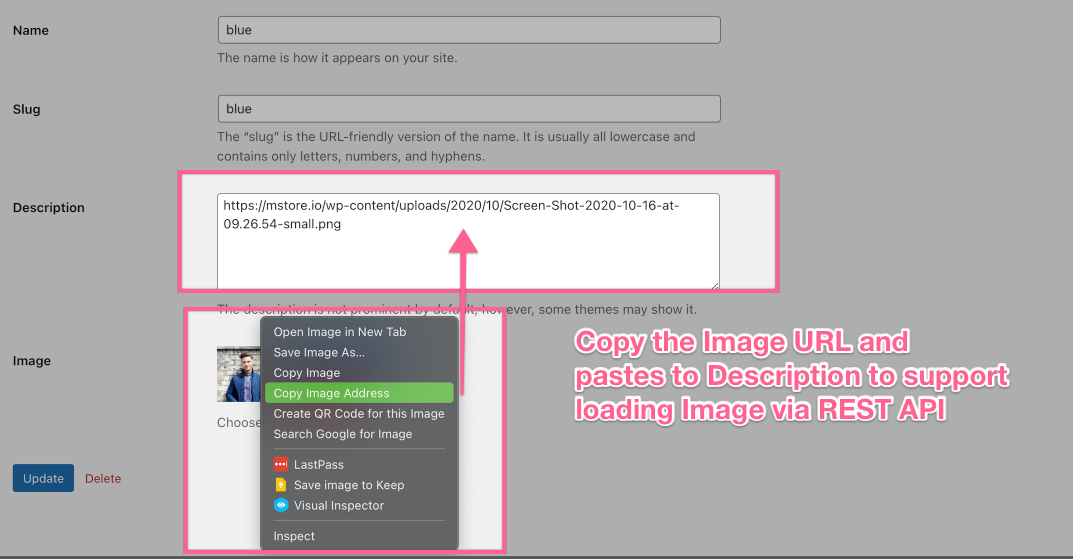 Name
blue
The name is how it appears on your site.
Slug
blue
The “slug” is the URL-friendly version of the name. It is usually all lowercase and
contains only letters, numbers, and hyphens.
Description
https://mstore.io/wp-content/uploads/2020/10/Screen-Shot-2020-10-16-at-
09.26.54-small.png
The description is not prominent by default; however, some themes may show it.
Image
Open Image in New Tab
Save Image As...
Copy Image
Copy Image Address
Create QR Code for this Image
Search Google for Image
LastPass
Save image to Keep
Visual Inspector
Inspect
Choose
Copy the Image URL and
pastes to Description to support
loading Image via REST API
Update
Delete